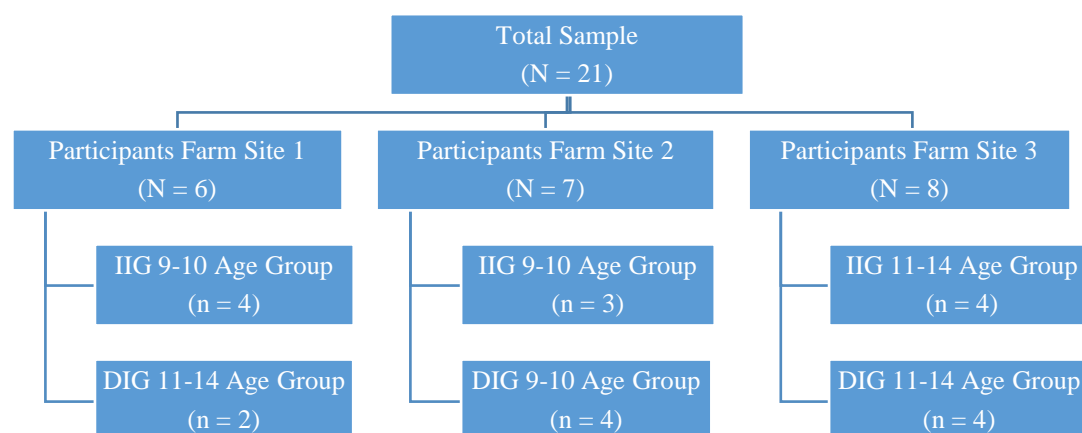 Total Sample
(N = 21)
Participants Farm Site 1
(N = 6)
Participants Farm Site 2
(N = 7)
Participants Farm Site 3
(N = 8)
IIG 9-10 Age Group
(n = 4)
IIG 9-10 Age Group
(n = 3)
IIG 11-14 Age Group
(n = 4)
DIG 11-14 Age Group
(n = 2)
DIG 9-10 Age Group
(n = 4)
DIG 11-14 Age Group
(n = 4)